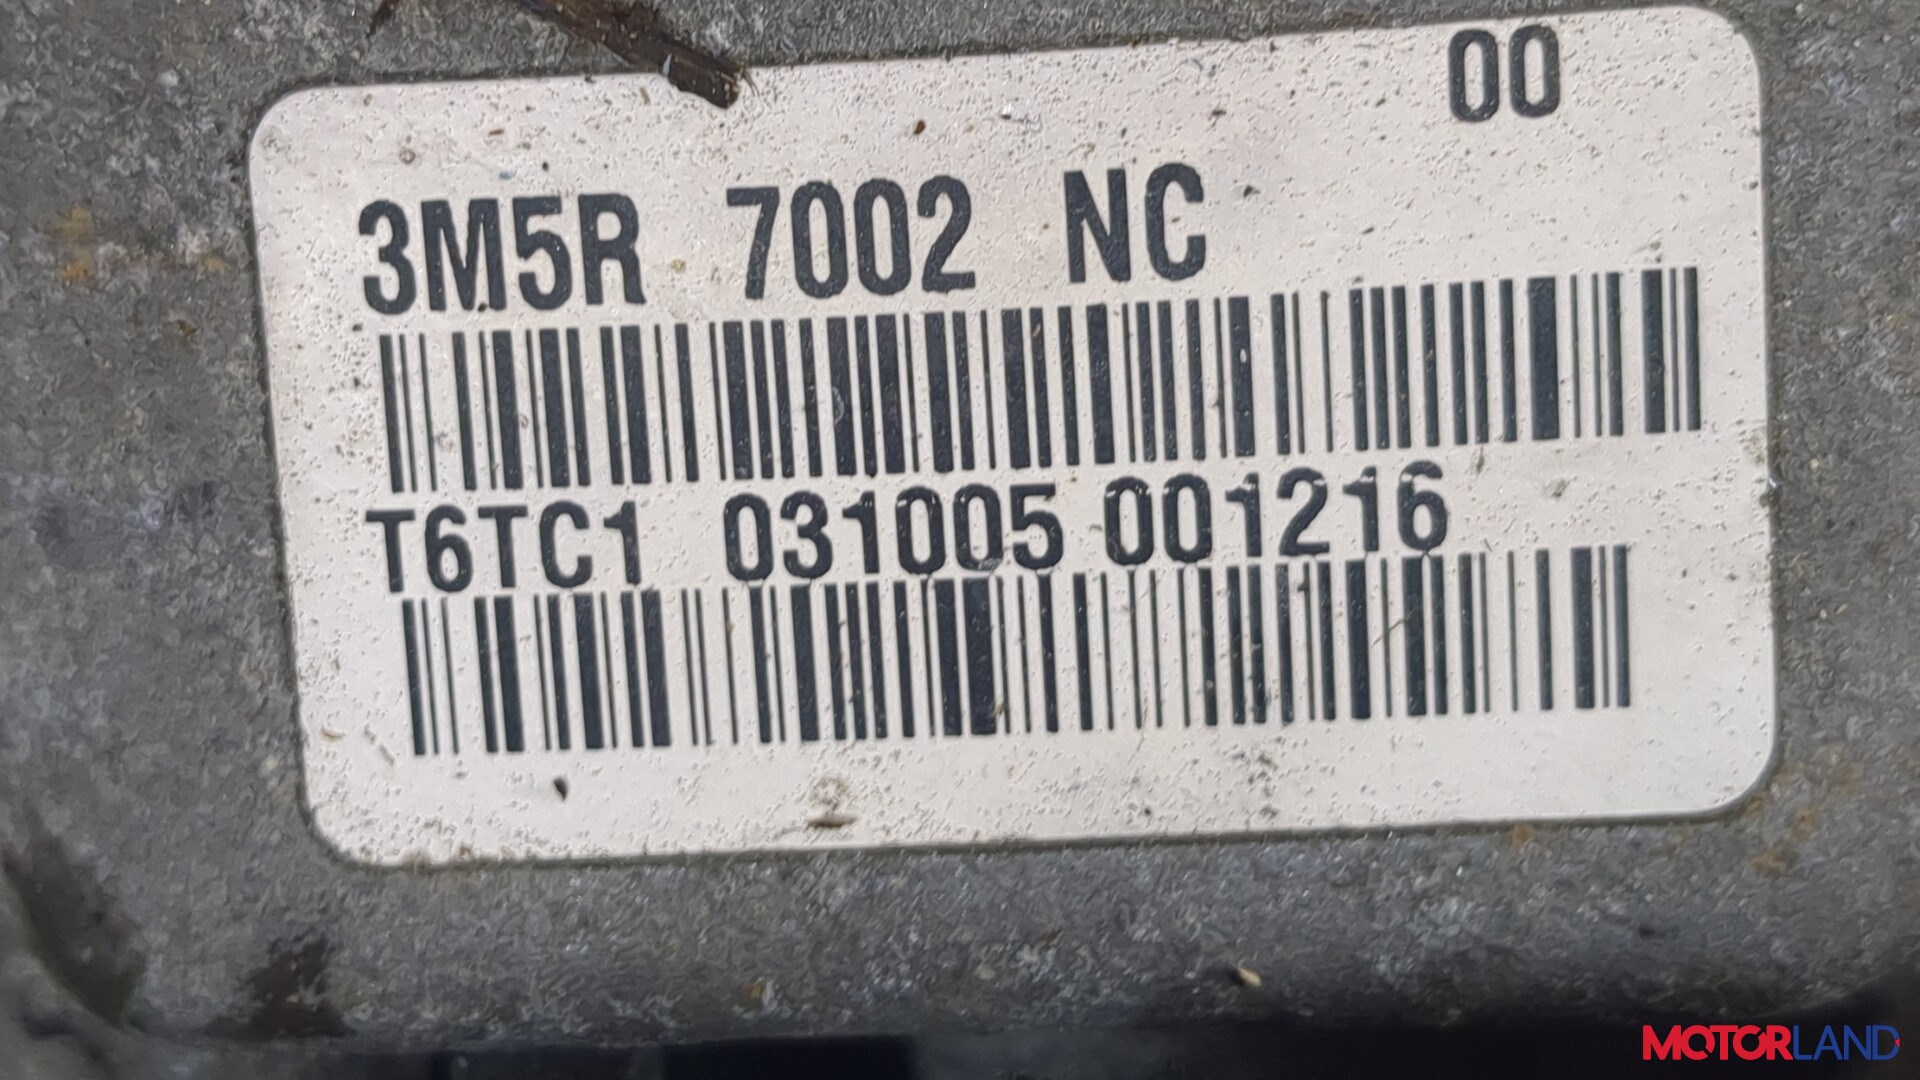 00
3M5R 7002 NC
T6TC1 031005 001216
MOTORLAND